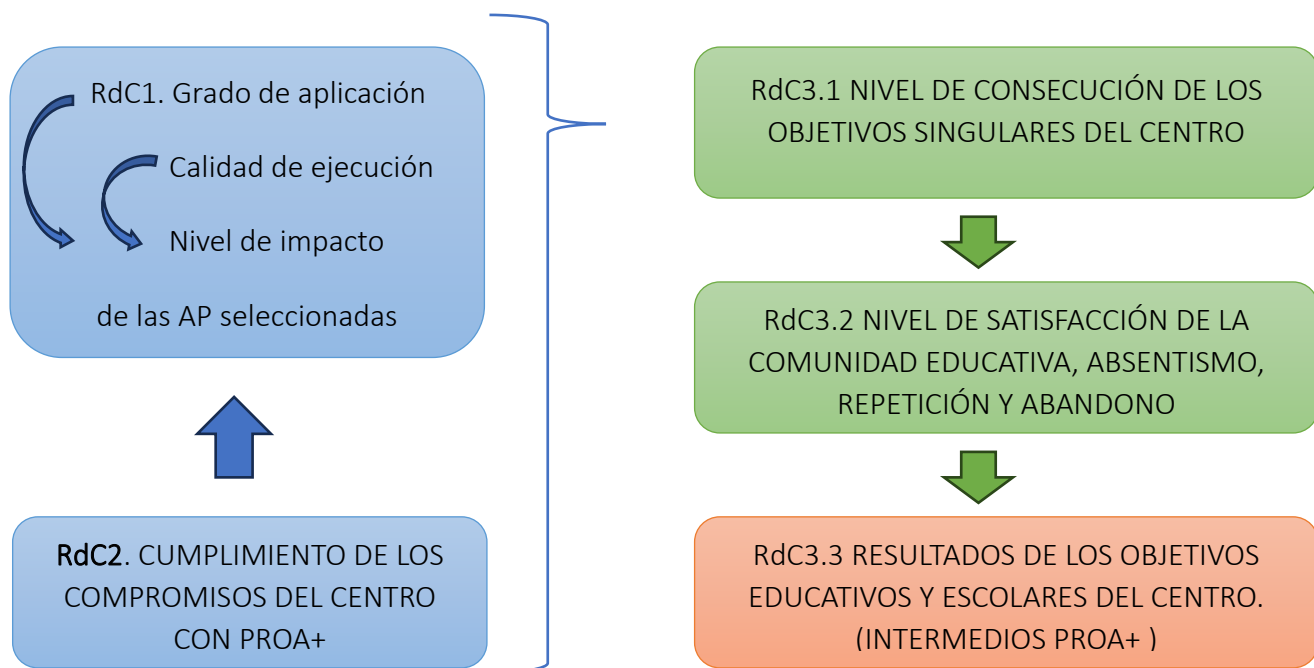 RdC1. Grado de aplicación
Calidad de ejecución
Nivel de impacto
de las AP seleccionadas
RdC2. CUMPLIMIENTO DE LOS
COMPROMISOS DEL CENTRO
CON PROA+
RdC3.1 NIVEL DE CONSECUCIÓN DE LOS
OBJETIVOS SINGULARES DEL CENTRO
RdC3.2 NIVEL DE SATISFACCIÓN DE LA
COMUNIDAD EDUCATIVA, ABSENTISMO,
REPETICIÓN Y ABANDONO
RdC3.3 RESULTADOS DE LOS OBJETIVOS
EDUCATIVOS Y ESCOLARES DEL CENTRO.
(INTERMEDIOS PROA+ )